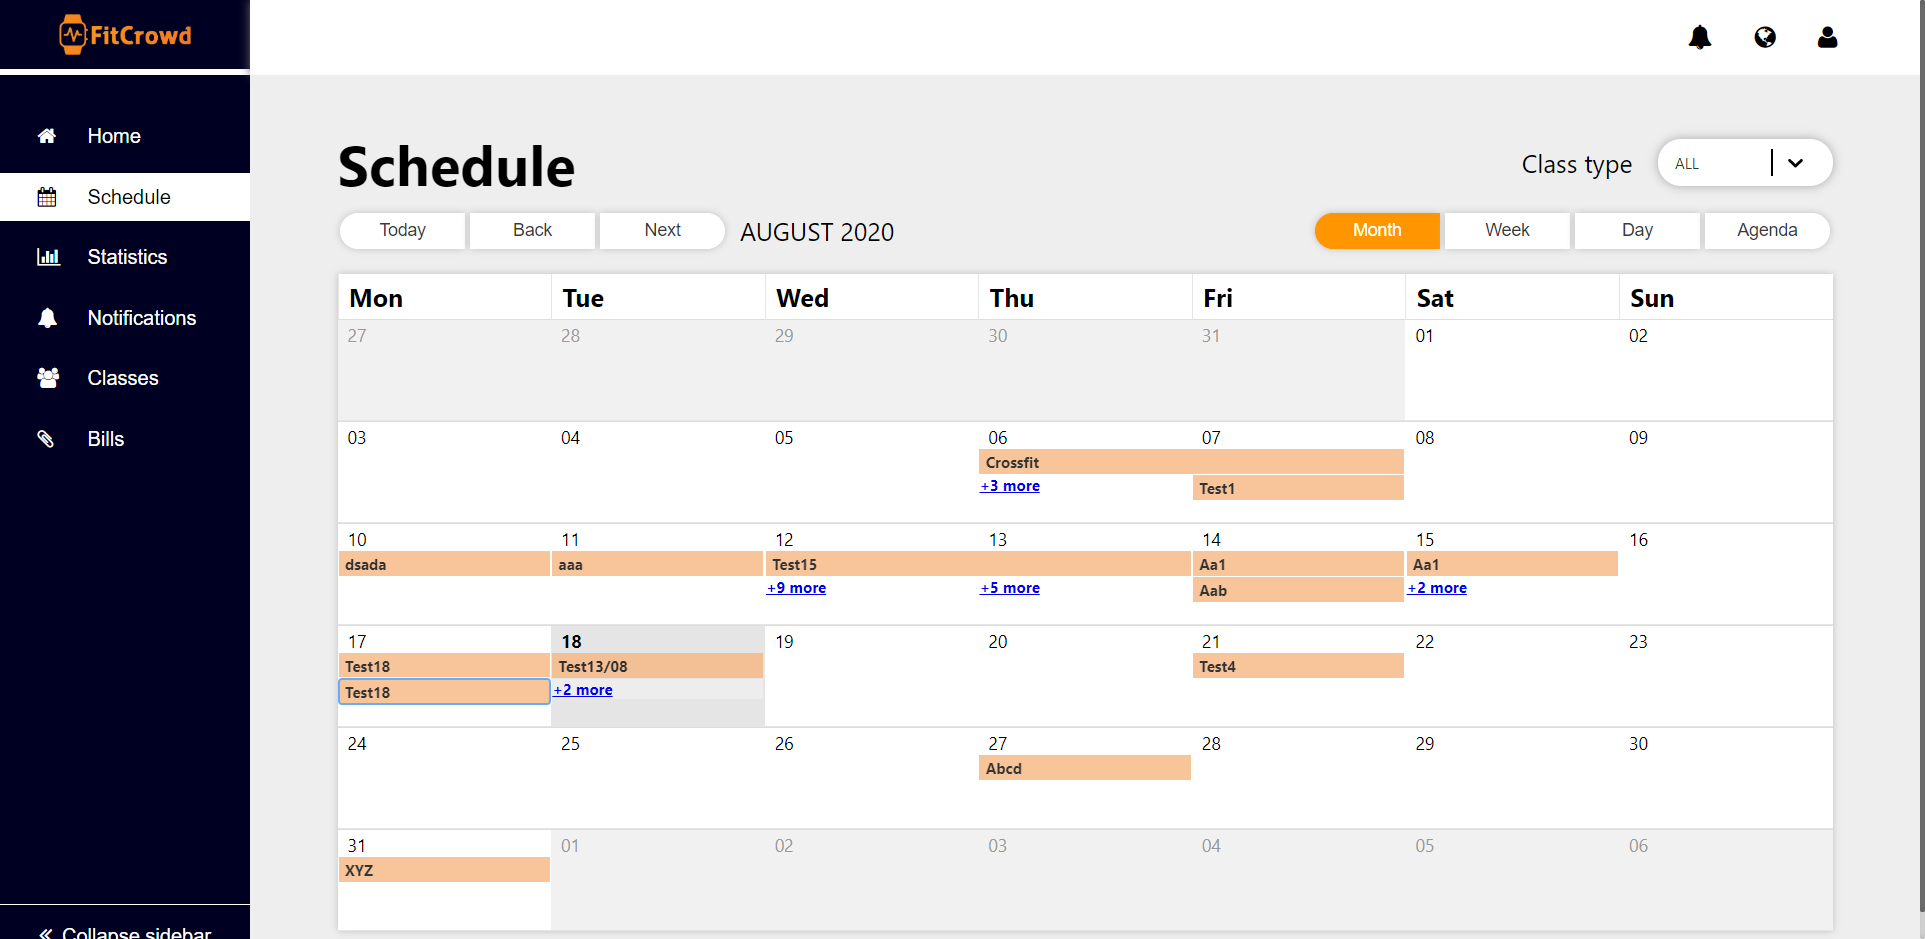 FitCrowd
Home
Schedule
Statistics
Notifications
Classes
Bills
Collapse sidebar
Schedule
Class type ALL
Today Back Next AUGUST 2020 Month Week Day Agenda
Mon Tue Wed Thu Fri Sat Sun
27 28 29 30 31 01 02
03 04 05 06 07 08 09
Crossfit
+3 more Test1
10 11 12 13 14 15 16
dsada aaa Test15 Aa1 Aa1
+9 more +5 more Aab +2 more
17 18 19 20 21 22 23
Test18 Test13/08 Test4
Test18 +2 more
24 25 26 27 28 29 30
Abcd
31 01 02 03 04 05 06
XYZ